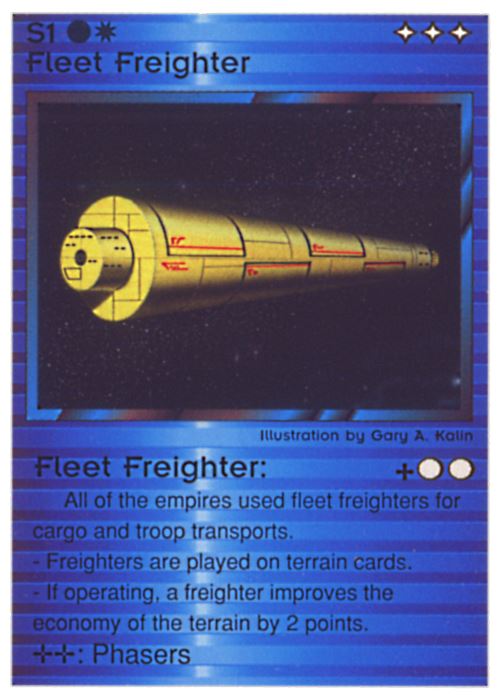 S1
Fleet Freighter
Illustration by Gary A. Kalin
Fleet Freighter: +
All of the empires used fleet freighters for
cargo and troop transports.
- Freighters are played on terrain cards.
- If operating, a freighter improves the
economy of the terrain by 2 points.
++: Phasers